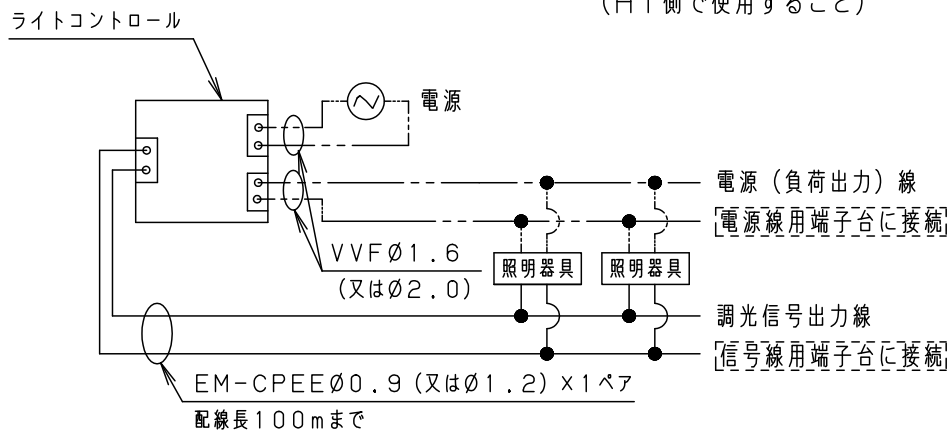 (H1側で使用すること)
ライトコントロール
電源
電源(負荷出力)線
電源線用端子台に接続
VVFØ1.6
(又はØ2.0)
照明器具
照明器具
調光信号出力線
信号線用端子台に接続
EM-CPEEØ0.9(又はØ1.2)×1ペア
配線長100mまで